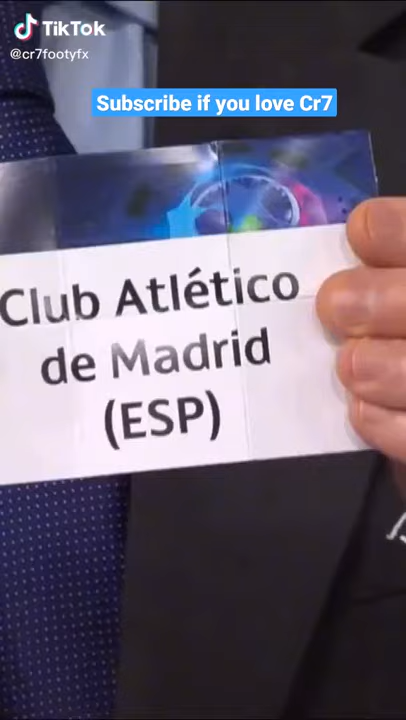 TikTok
@cr7footyfx
Subscribe if you love Cr7
Club Atlético
de Madrid
(ESP)